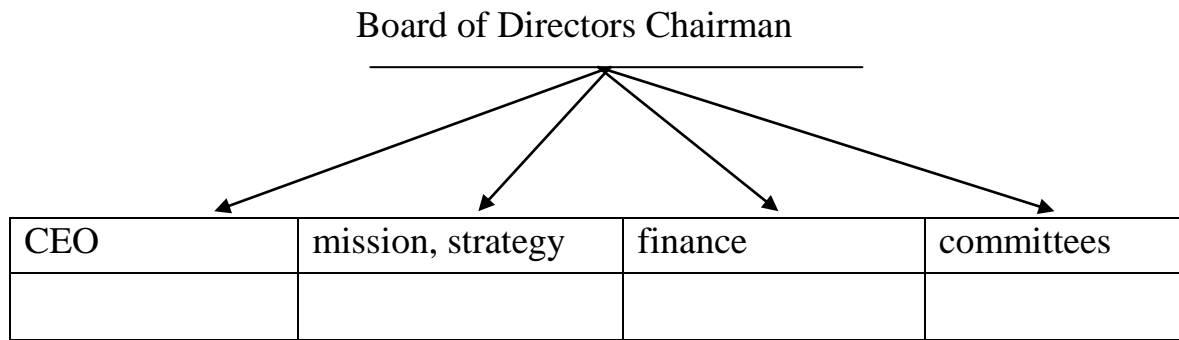 Board of Directors Chairman
CEO mission, strategy finance committees